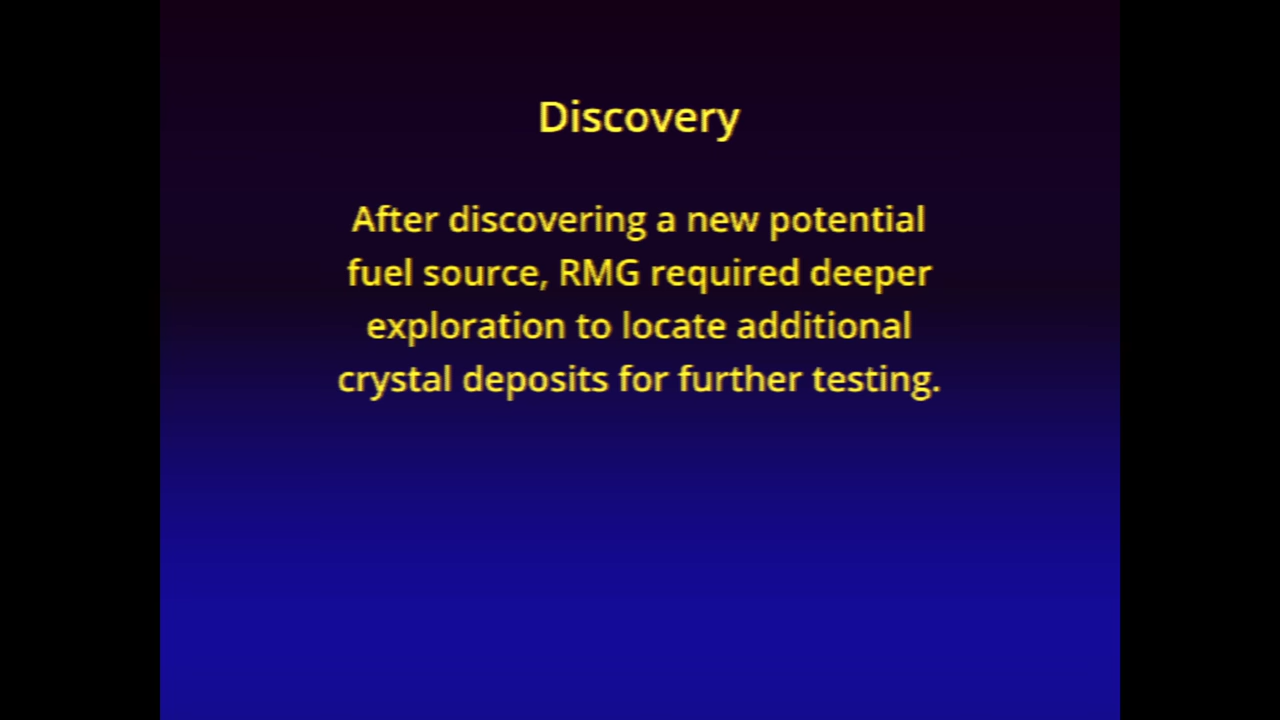 Discovery
After discovering a new potential
fuel source, RMG required deeper
exploration to locate additional
crystal deposits for further testing.